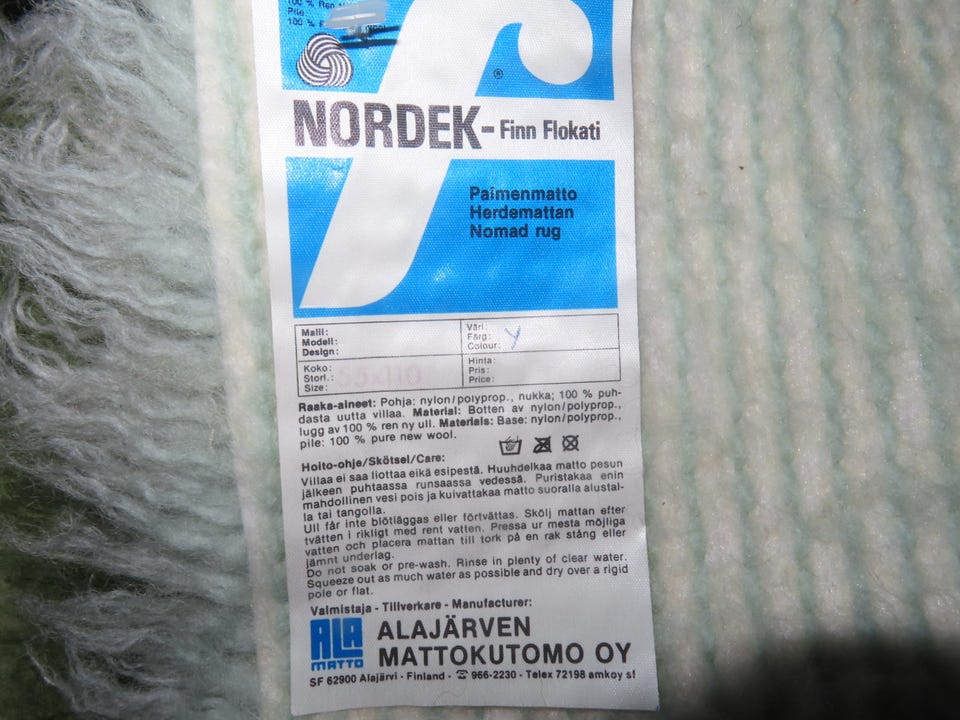 Pile
100 %
®
NORDEK - Finn Flokati
Paimenmatto
Herdemattan
Nomad rug
Malli:
Modell:
Design:
Väri:
Färg:
Colour: Y
Koko:
Storl.:
Size: 55x110
Hinta:
Pris:
Price:
Raaka-aineet: Pohja: nylon/polyprop., nukka; 100 % puh-
dasta uutta villaa. Material: Botten av nylon/polyprop.,
lugg av 100 % ren ny ull. Materials: Base: nylon/polyprop.,
pile: 100 % pure new wool.
Hoito-ohje/Skötsel/Care:
Villaa ei saa liottaa eikä esipestä. Huuhdelkaa matto pesun
jälkeen puhtaassa runsaassa vedessä. Puristakaa enin
mahdollinen vesi pois ja kuivattakaa matto suoralla alustal-
la tai tangolla.
Ull får inte blötläggas eller förtvättas. Skölj mattan efter
tvätten i rikligt med rent vatten. Pressa ur mesta möjliga
vatten och placera mattan till tork på en rak stång eller
jämnt underlag.
Do not soak or pre-wash. Rinse in plenty of clear water.
Squeeze out as much water as possible and dry over a rigid
pole or flat.
Valmistaja - Tillverkare - Manufacturer:
ALA
MATTO
ALAJÄRVEN
MATTOKUTOMO OY
SF 62900 Alajärvi - Finland - ☎ 966-2230 - Telex 72198 amkoy sf